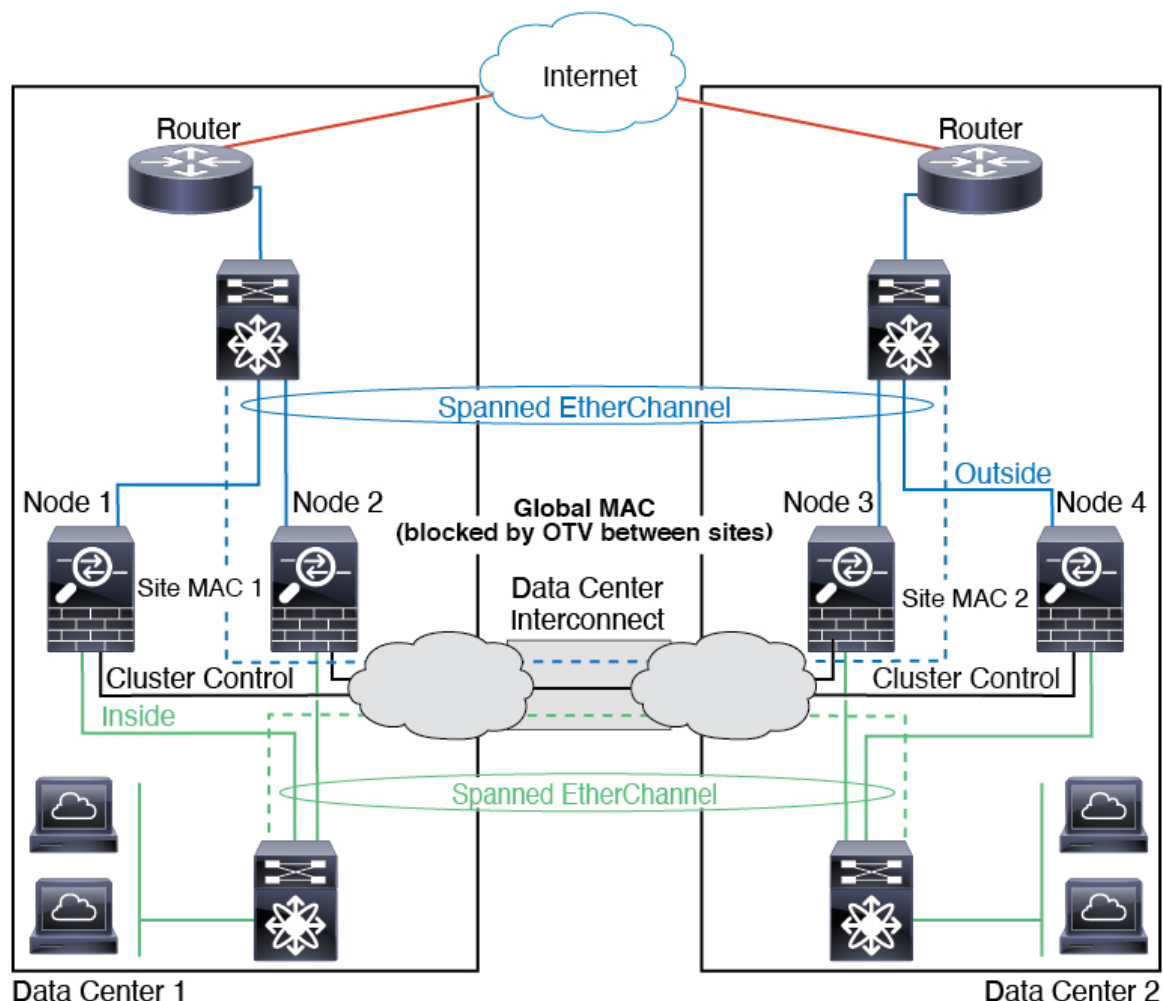 Internet
Router
Router
Spanned EtherChannel
Outside
Node 1
Node 2
Global MAC
(blocked by OTV between sites)
Node 3
Node 4
Site MAC 1
Data Center
Interconnect
Site MAC 2
Cluster Control
Cluster Control
Inside
Spanned EtherChannel
Data Center 1
Data Center 2